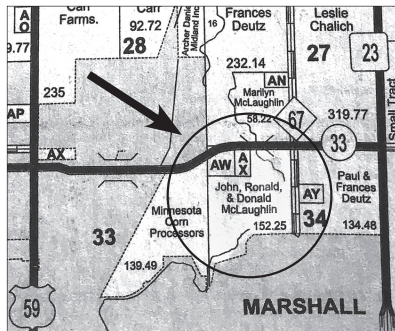 A
O
9.77
Farms.
Carr
92.72
28
Archer Daniels
Midland Inc
16
Frances
Deutz
Leslie
Chalich
27
23
232.14
AN
235
Marilyn
McLaughlin
58.22
67
319.77
33
Small Tract
AP
AX
AW
A
X
John, Ronald,
& Donald
McLaughlin
AY
34
Paul &
Frances
Deutz
33
Minnesota
Corn
Processors
152.25
134.48
139.49
59
MARSHALL